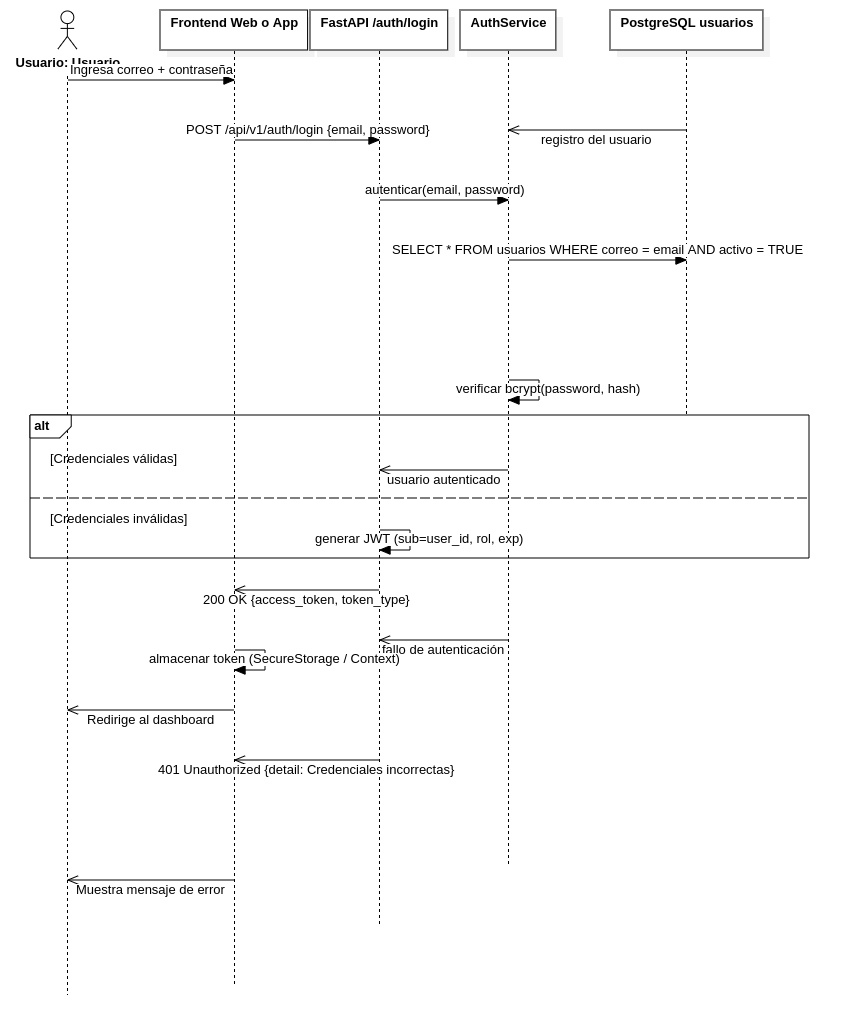 Frontend Web o App
FastAPI /auth/login
AuthService
PostgreSQL usuarios
Usuario: Usuario
Ingresa correo + contraseña
POST /api/v1/auth/login {email, password}
registro del usuario
autenticar(email, password)
SELECT * FROM usuarios WHERE correo = email AND activo = TRUE
verificar bcrypt(password, hash)
alt
[Credenciales válidas]
usuario autenticado
[Credenciales inválidas]
generar JWT (sub=user_id, rol, exp)
200 OK {access_token, token_type}
fallo de autenticación
almacenar token (SecureStorage / Context)
Redirige al dashboard
401 Unauthorized {detail: Credenciales incorrectas}
Muestra mensaje de error